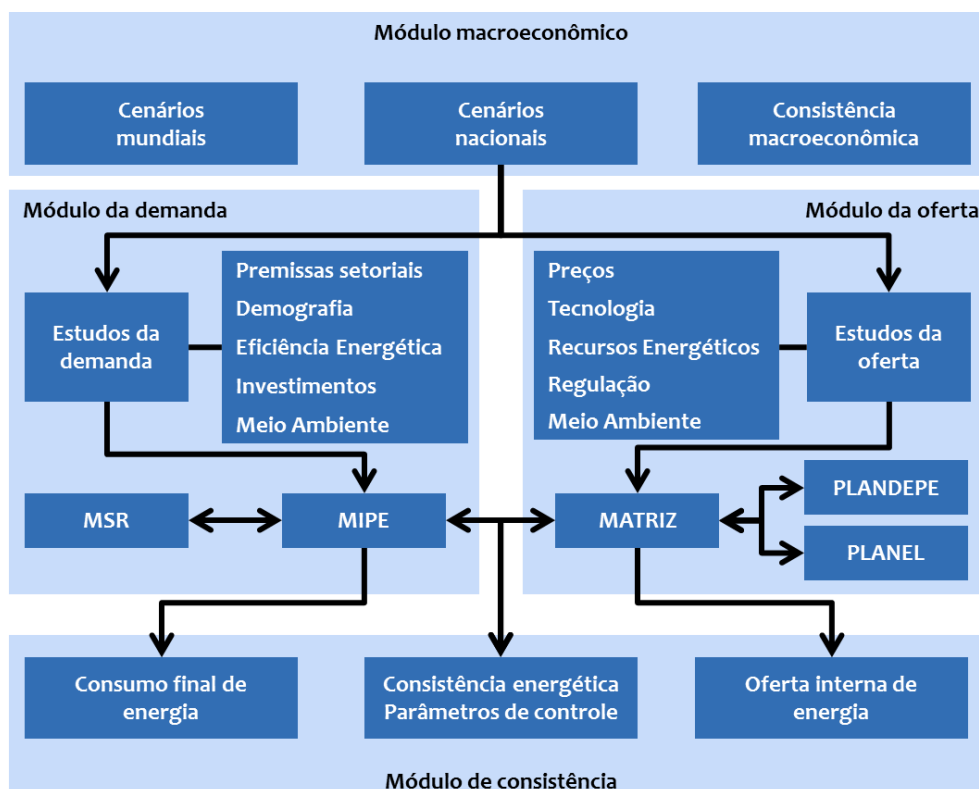 Módulo macroeconômico
Cenários
mundiais
Cenários
nacionais
Consistência
macroeconômica
Módulo da demanda
Módulo da oferta
Estudos da
demanda
Premissas setoriais
Demografia
Eficiência Energética
Investimentos
Meio Ambiente
Preços
Tecnologia
Recursos Energéticos
Regulação
Meio Ambiente
Estudos da
oferta
MSR
MIPE
MATRIZ
PLANDEPE
PLANEL
Consumo final de
energia
Consistência energética
Parâmetros de controle
Oferta interna de
energia
Módulo de consistência